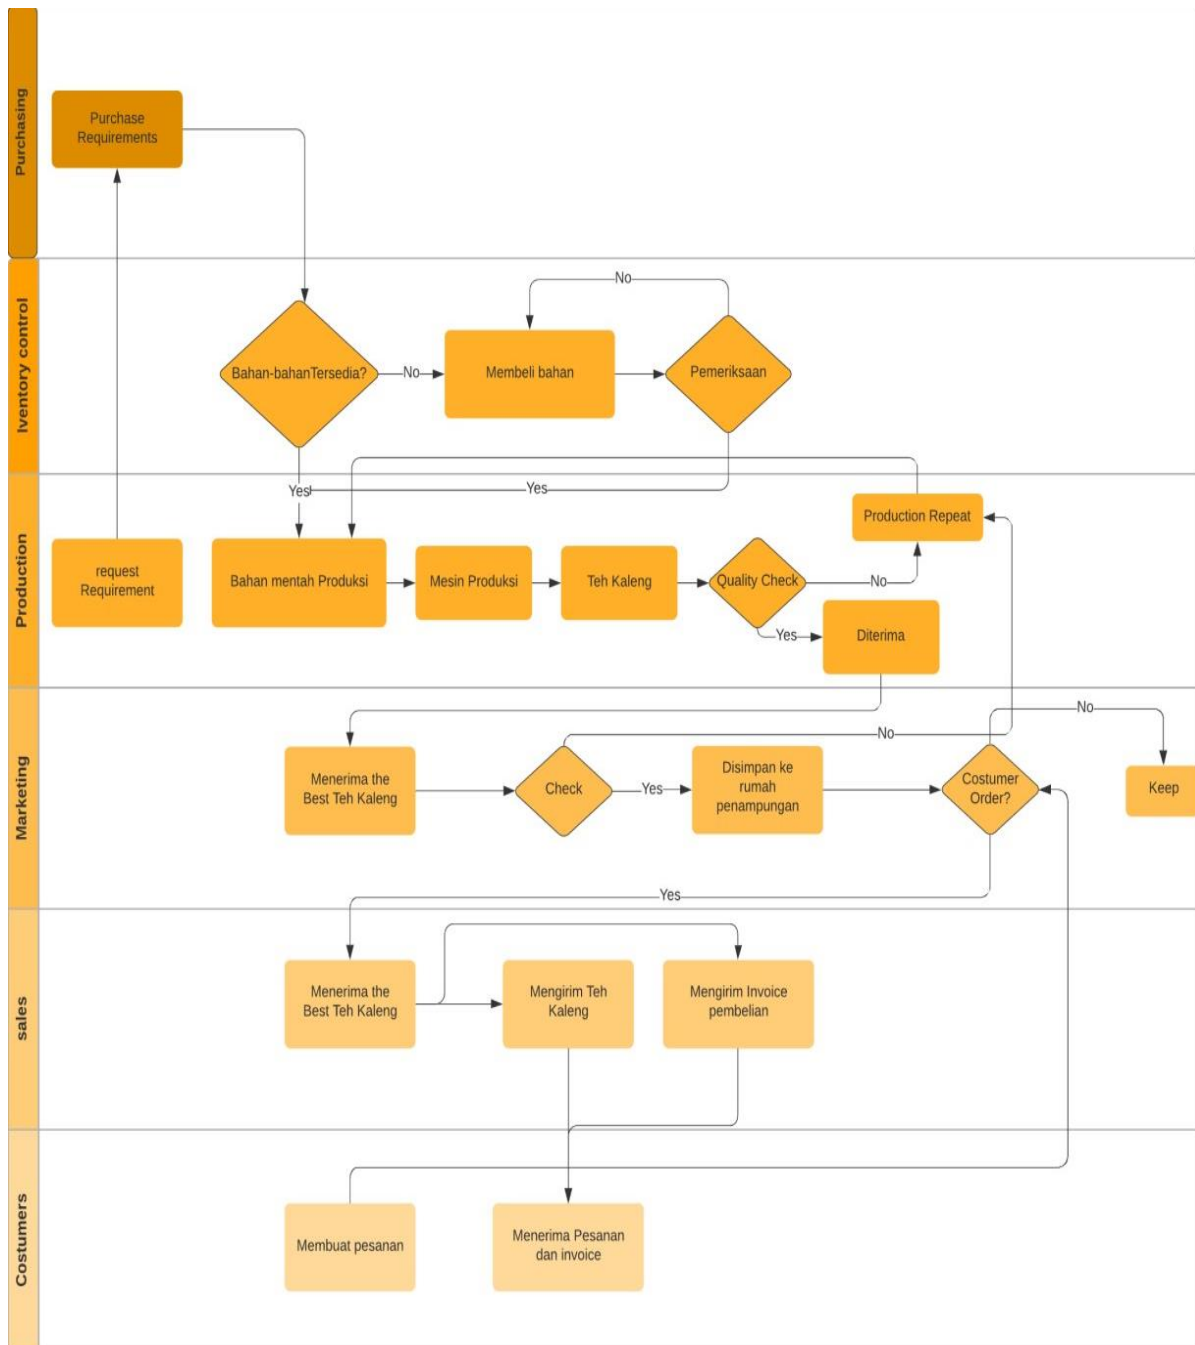 Purchasing
Purchase
Requirements
Iventory control
No
Bahan-bahanTersedia?
No
Membeli bahan
Pemeriksaan
Production
Yes
Yes
Production Repeat
request
Requirement
Bahan mentah Produksi
Mesin Produksi
Teh Kaleng
Quality Check
No
Yes
Diterima
Marketing
No
No
Menerima the
Best Teh Kaleng
Check
Yes
Disimpan ke
rumah
penampungan
Costumer
Order?
Keep
Yes
sales
Menerima the
Best Teh Kaleng
Mengirim Teh
Kaleng
Mengirim Invoice
pembelian
Costumers
Membuat pesanan
Menerima Pesanan
dan invoice